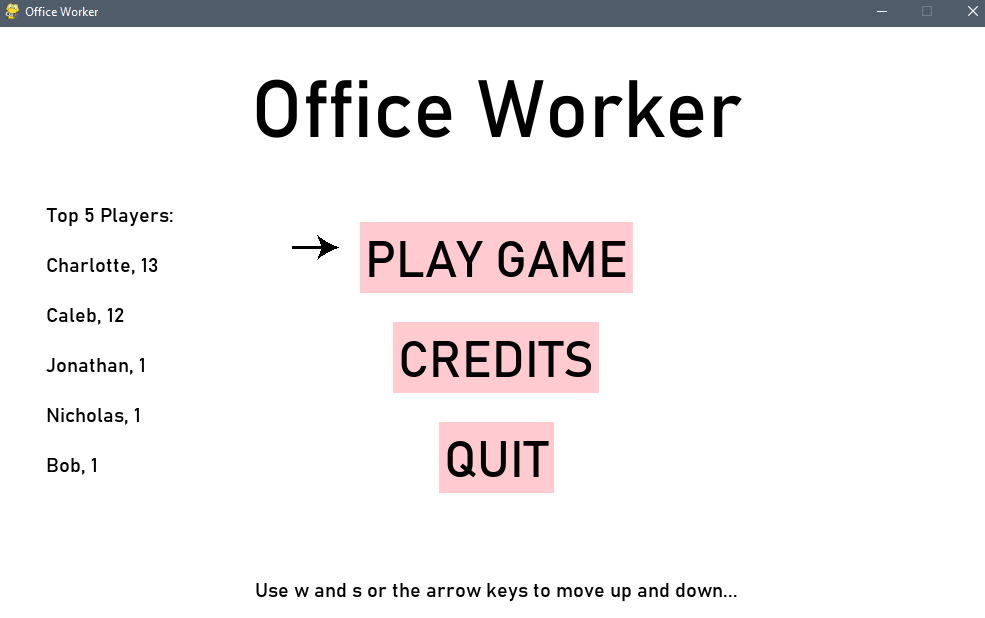 Office Worker
Office Worker
Top 5 Players:
Charlotte, 13
Caleb, 12
Jonathan, 1
Nicholas, 1
Bob, 1
PLAY GAME
CREDITS
QUIT
Use w and s or the arrow keys to move up and down...